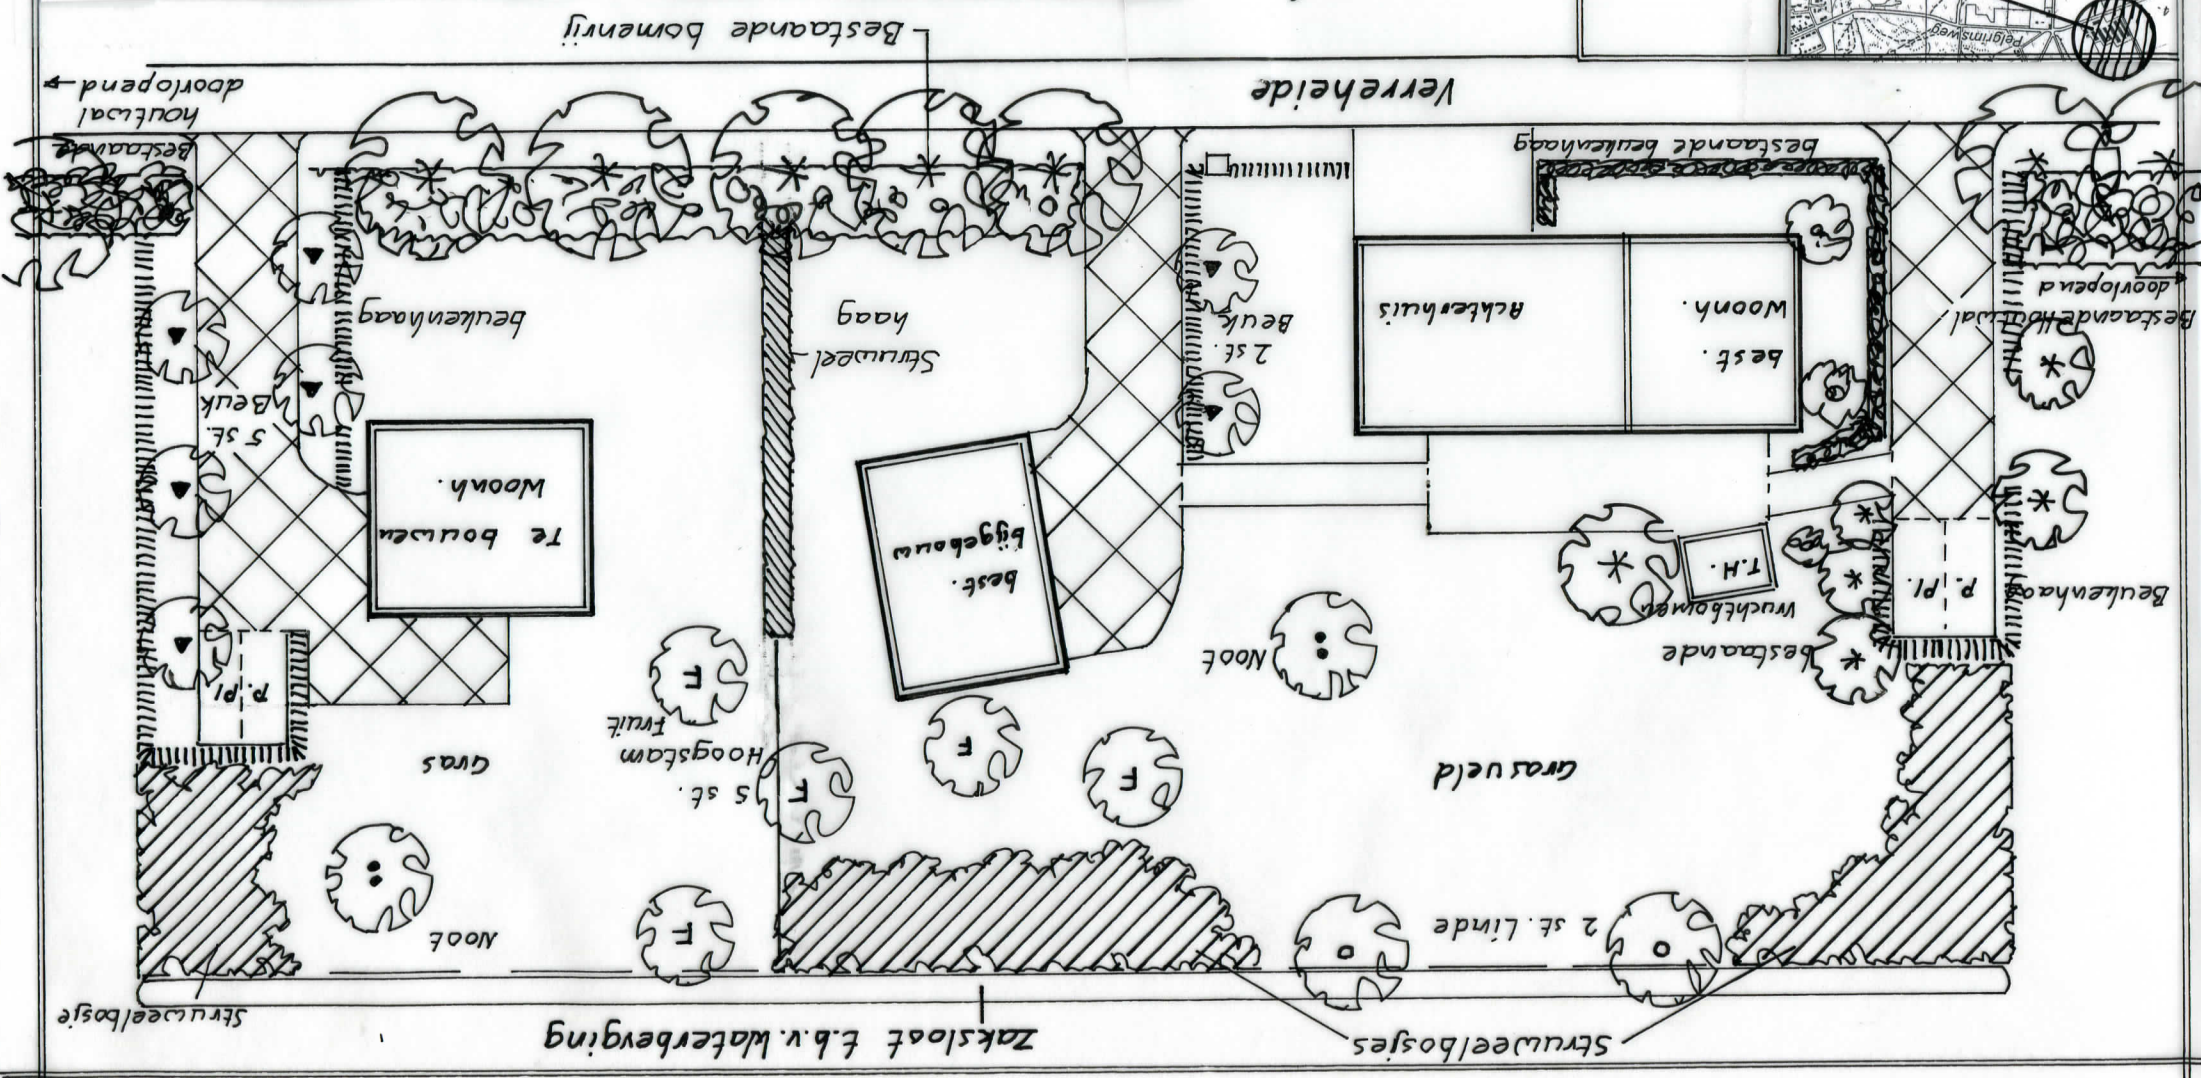 Struweelbosjes
Zaksloot t.b.v. Waterberging
Struweelbosje
2 st. Linde
Noot
Grasveld
Gras
5 st.
Hoogstam
Fruit
F
F
F
F
F
bestaande
Vruchtbomen
Noot
P. Pl.
P. Pl.
Beukenhaag
T.H.
best.
bijgebouw
Te bouwen
Woonh.
best.
Woonh.
Achterhuis
2 st.
Beuk
Struweel
haag
beukenhaag
5 st.
Beuk
Bestaande Houtwal
doorlopend
bestaande beukenhaag
Bestaande
houtwal
doorlopend
Verreheide
Bestaande bomenrij
Pelgrimsweg